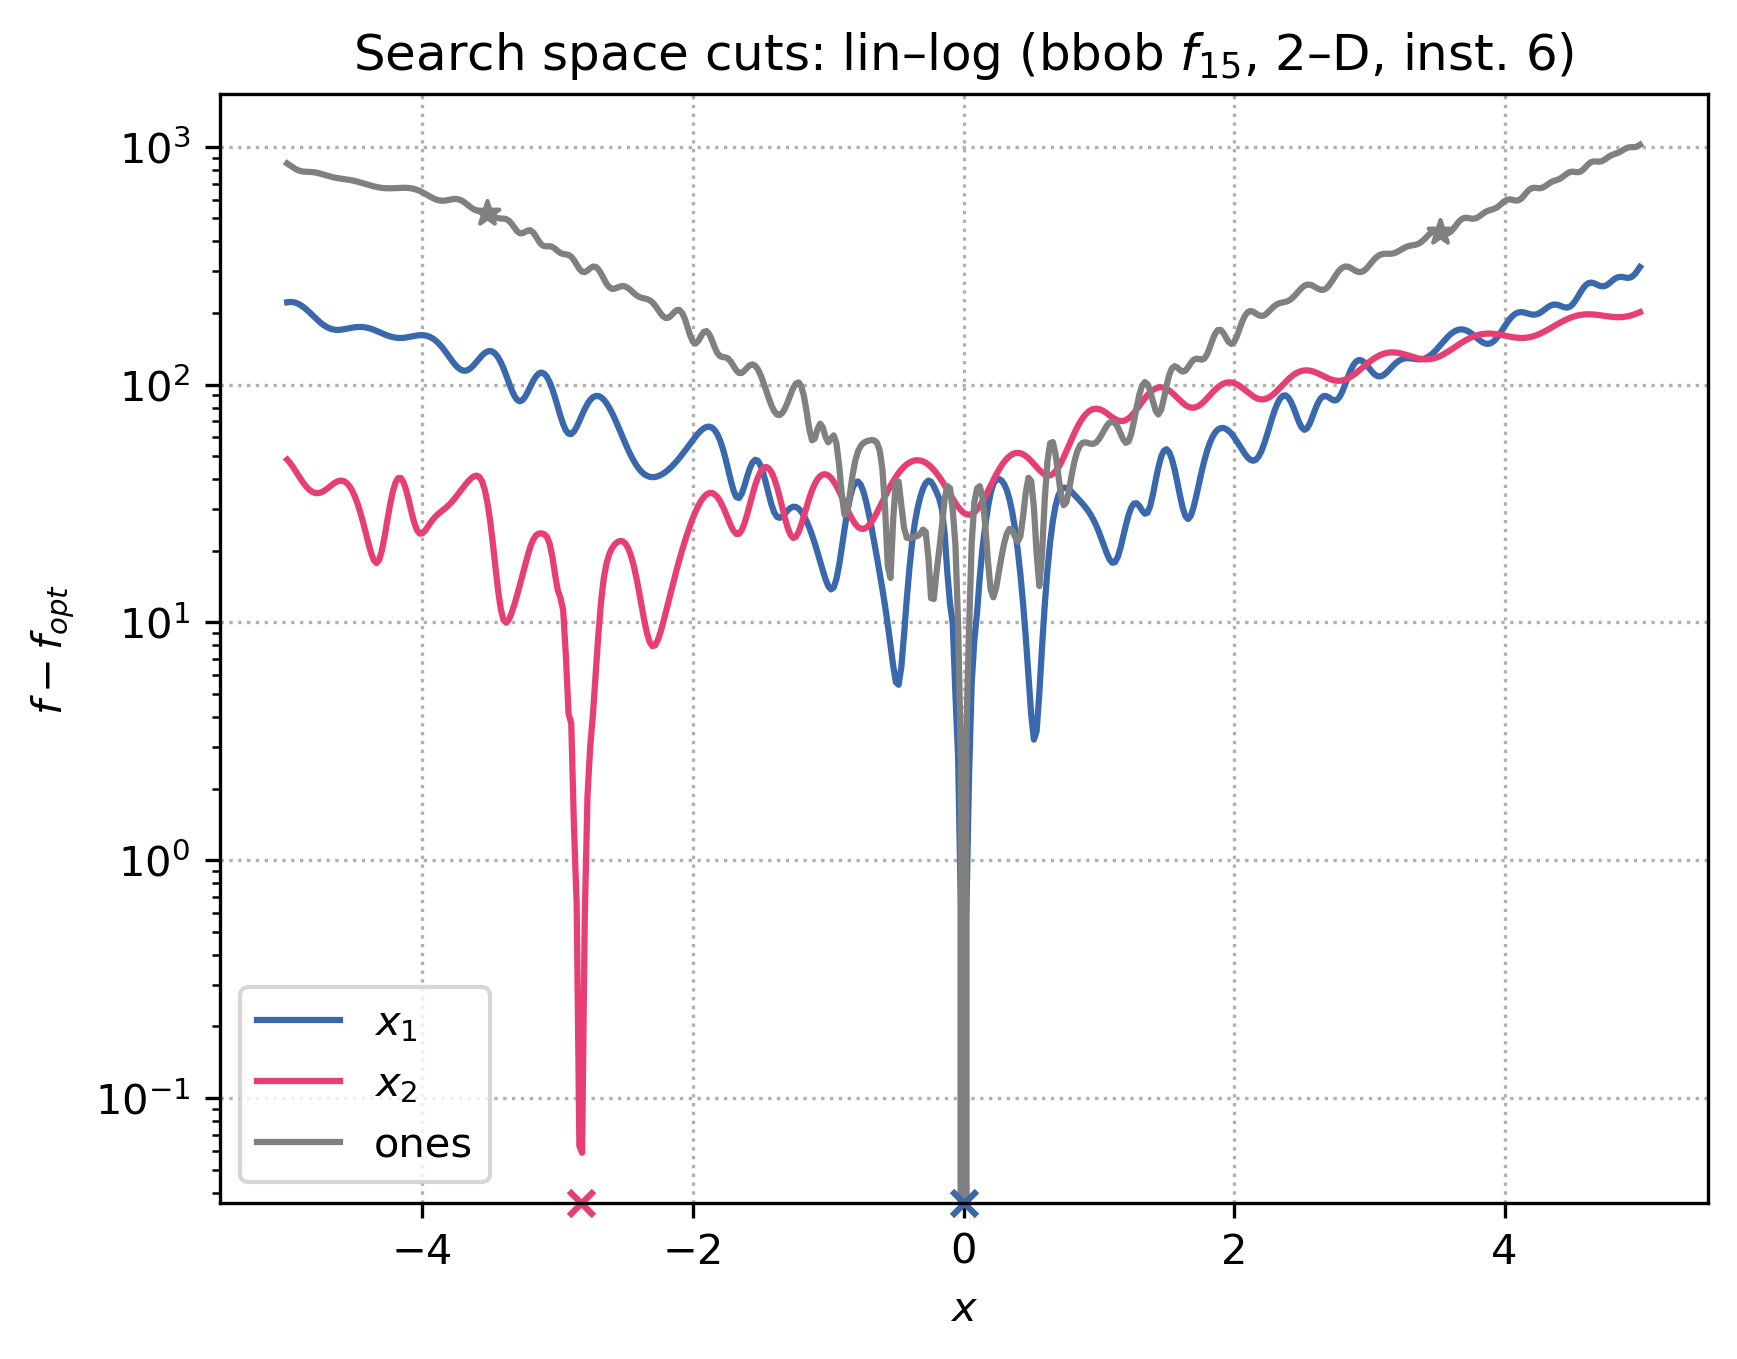 Search space cuts: lin–log (bbob f₁₅, 2–D, inst. 6)
10³
10²
10¹
10⁰
10⁻¹
f − fₒₚₜ
x₁
x₂
ones
−4
−2
0
2
4
x